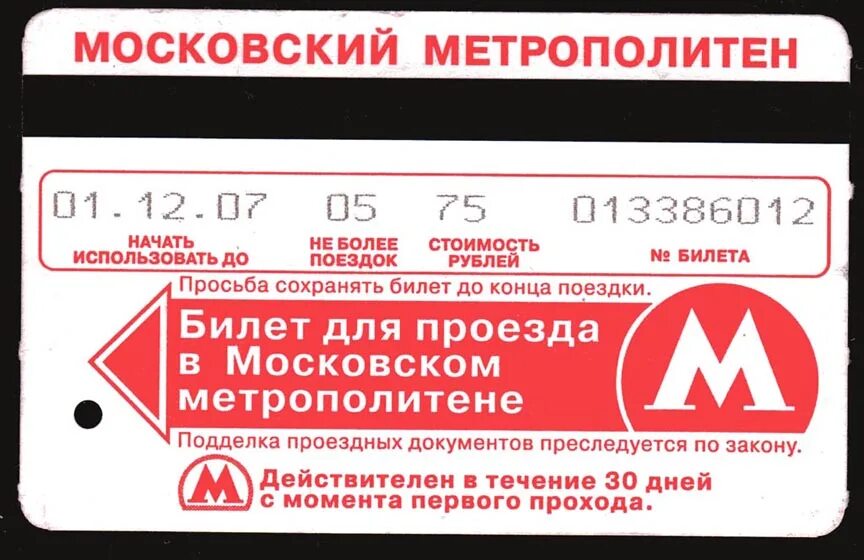 МОСКОВСКИЙ МЕТРОПОЛИТЕН
01.12.07 05 75 013386012
НАЧАТЬ ИСПОЛЬЗОВАТЬ ДО
НЕ БОЛЕЕ ПОЕЗДОК
СТОИМОСТЬ РУБЛЕЙ
№ БИЛЕТА
Просьба сохранять билет до конца поездки.
Билет для проезда
в Московском
метрополитене
М
Подделка проездных документов преследуется по закону.
М
Действителен в течение 30 дней
с момента первого прохода.